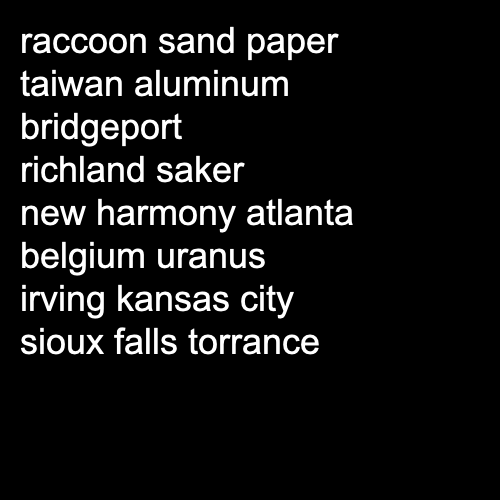 raccoon sand paper
taiwan aluminum
bridgeport
richland saker
new harmony atlanta
belgium uranus
irving kansas city
sioux falls torrance